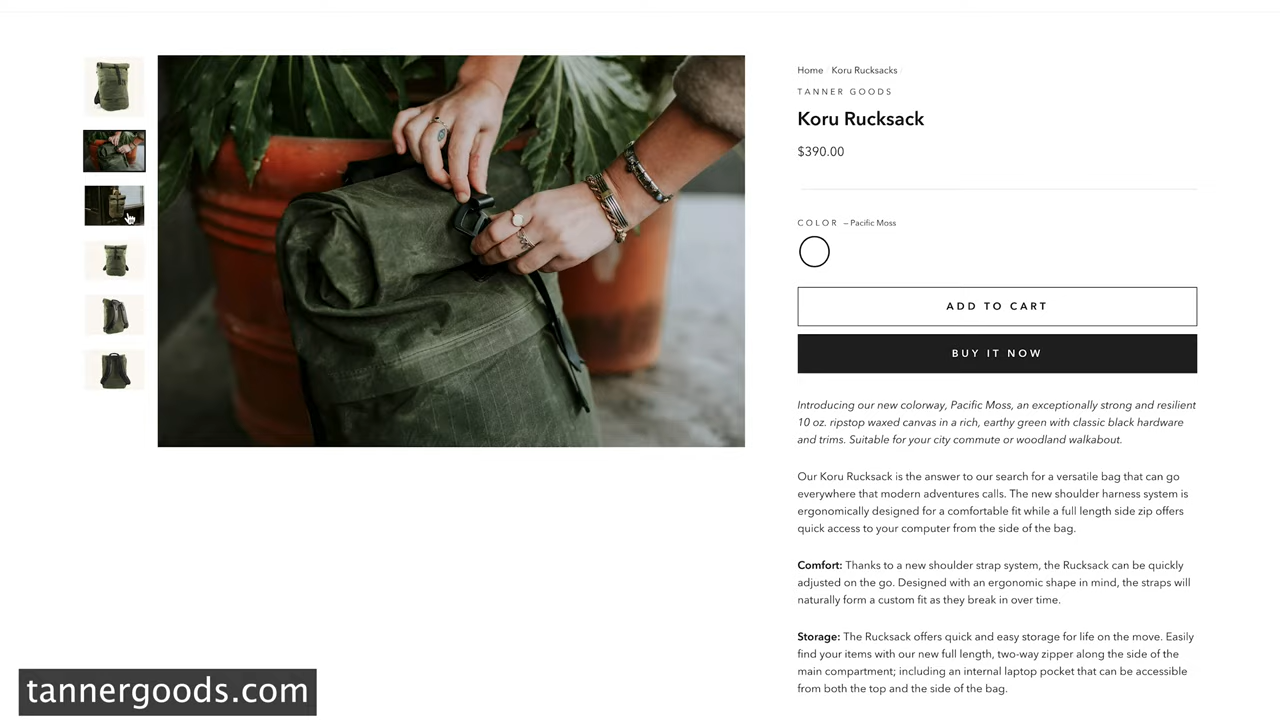 Home Koru Rucksacks
TANNER GOODS
Koru Rucksack
$390.00
COLOR – Pacific Moss
ADD TO CART
BUY IT NOW
Introducing our new colorway, Pacific Moss, an exceptionally strong and resilient
10 oz. ripstop waxed canvas in a rich, earthy green with classic black hardware
and trims. Suitable for your city commute or woodland walkabout.
Our Koru Rucksack is the answer to our search for a versatile bag that can go
everywhere that modern adventures calls. The new shoulder harness system is
ergonomically designed for a comfortable fit while a full length side zip offers
quick access to your computer from the side of the bag.
Comfort: Thanks to a new shoulder strap system, the Rucksack can be quickly
adjusted on the go. Designed with an ergonomic shape in mind, the straps will
naturally form a custom fit as they break in over time.
Storage: The Rucksack offers quick and easy storage for life on the move. Easily
find your items with our new full length, two-way zipper along the side of the
main compartment; including an internal laptop pocket that can be accessible
from both the top and the side of the bag.
tannergoods.com